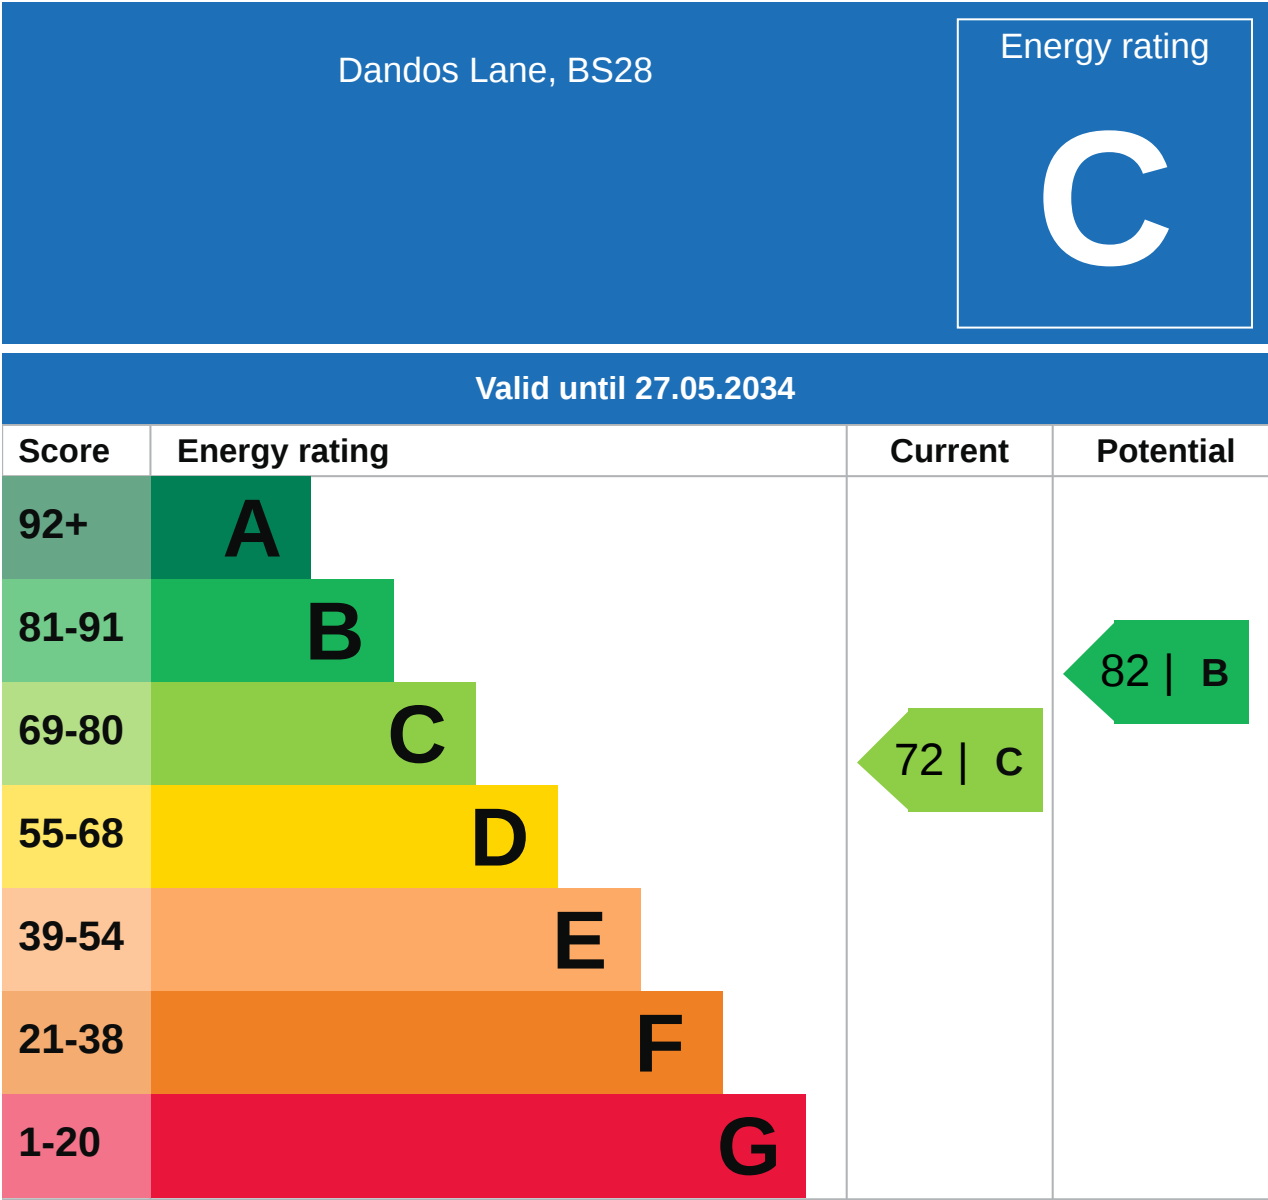 Dandos Lane, BS28
Energy rating
C
Valid until 27.05.2034
Score Energy rating Current Potential
92+ A
81-91 B
82 | B
69-80 C
72 | C
55-68 D
39-54 E
21-38 F
1-20 G